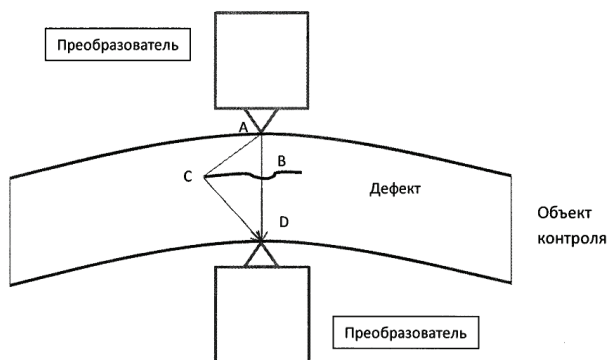 Преобразователь
A
B
C
Дефект
D
Объект
контроля
Преобразователь